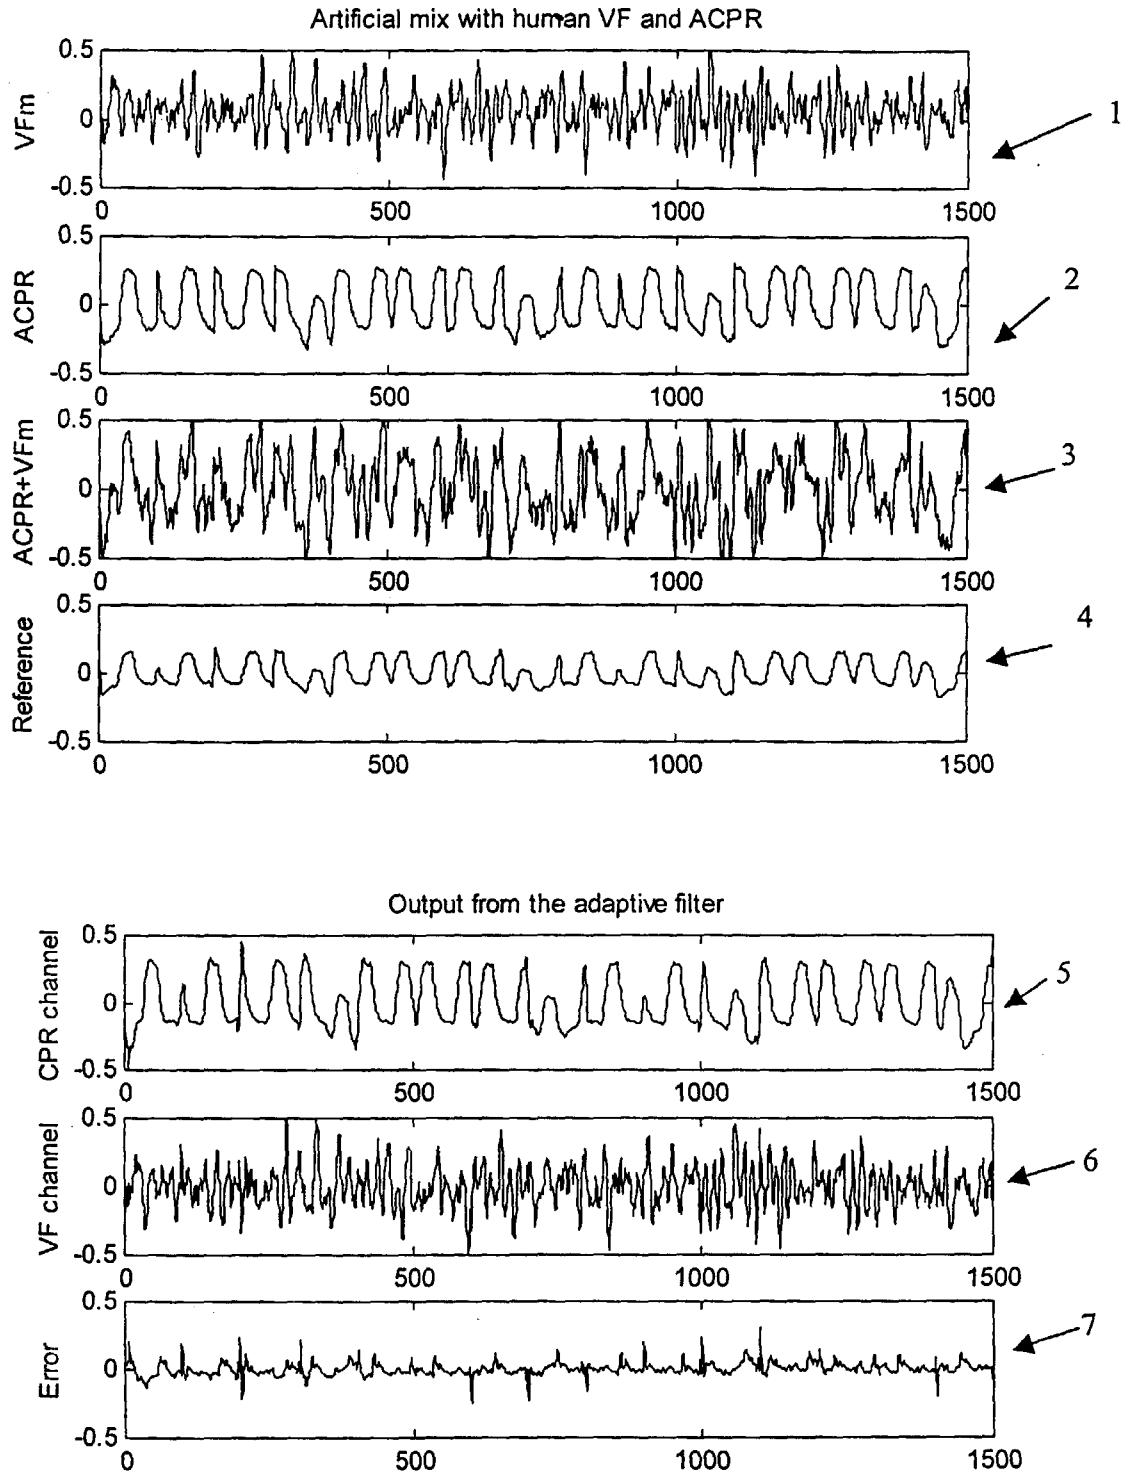 Artificial mix with human VF and ACPR
0.5
VFm
0
-0.5
0 500 1000 1500
1
0.5
ACPR
0
-0.5
0 500 1000 1500
2
0.5
ACPR+VFm
0
-0.5
0 500 1000 1500
3
0.5
Reference
0
-0.5
0 500 1000 1500
4
Output from the adaptive filter
0.5
CPR channel
0
-0.5
0 500 1000 1500
5
0.5
VF channel
0
-0.5
0 500 1000 1500
6
0.5
Error
0
-0.5
0 500 1000 1500
7